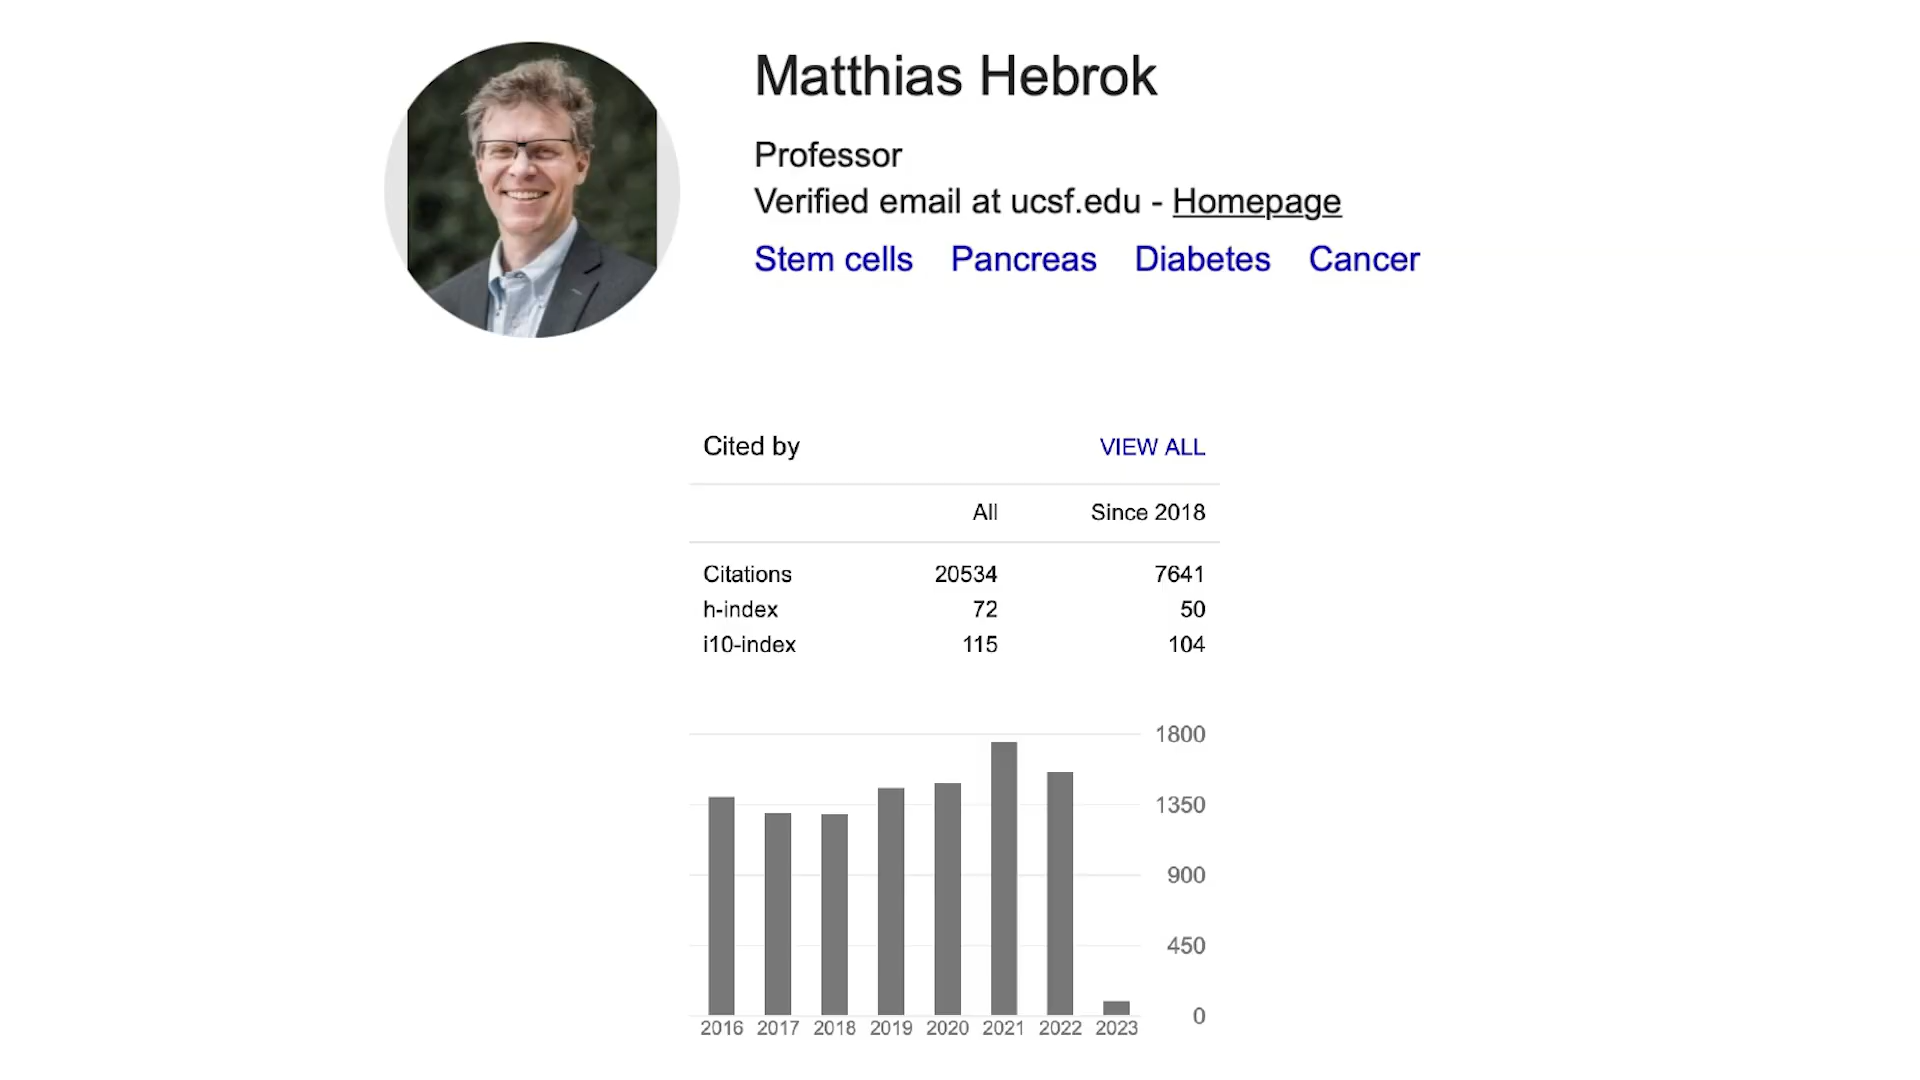 Matthias Hebrok
Professor
Verified email at ucsf.edu - Homepage
Stem cells Pancreas Diabetes Cancer
Cited by VIEW ALL
All Since 2018
Citations 20534 7641
h-index 72 50
i10-index 115 104
1800
1350
900
450
0
2016 2017 2018 2019 2020 2021 2022 2023